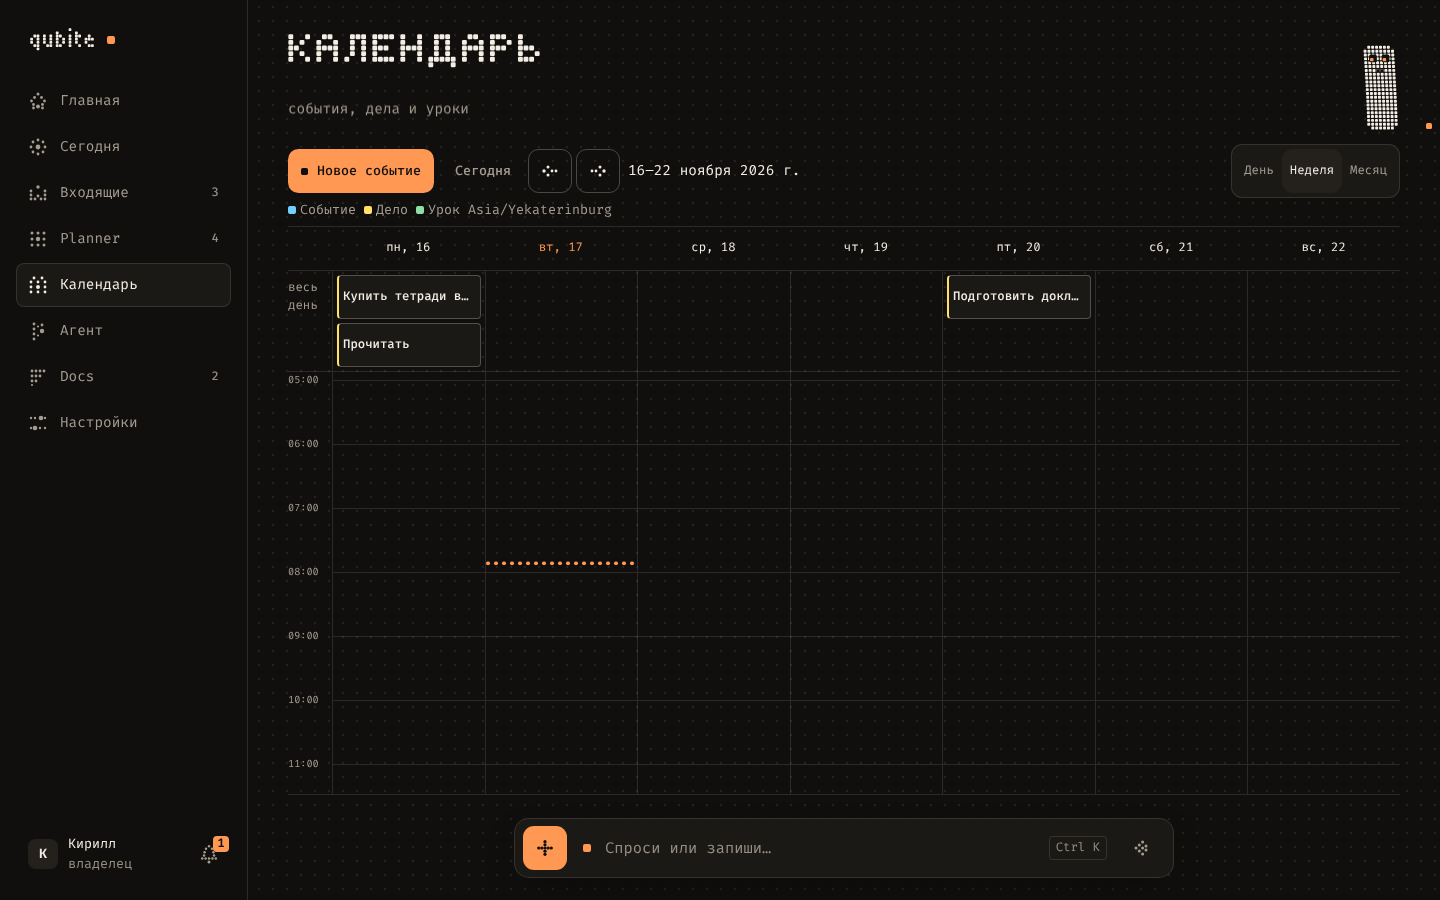 qubite
Главная
Сегодня
Входящие 3
Planner 4
Календарь
Агент
Docs 2
Настройки
К
Кирилл
владелец
1
КАЛЕНДАРЬ
события, дела и уроки
Новое событие Сегодня 16–22 ноября 2026 г. День Неделя Месяц
Событие Дело Урок Asia/Yekaterinburg
пн, 16 вт, 17 ср, 18 чт, 19 пт, 20 сб, 21 вс, 22
весь день
Купить тетради в… Подготовить докл…
Прочитать
05:00
06:00
07:00
08:00
09:00
10:00
11:00
Спроси или запиши… Ctrl K